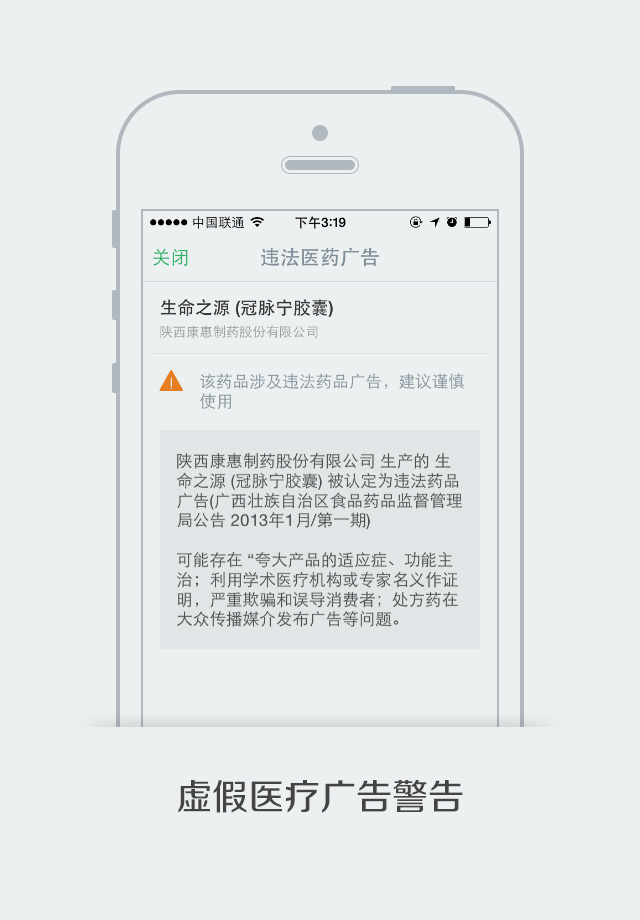 中国联通 下午3:19
关闭 违法医药广告
生命之源 (冠脉宁胶囊)
陕西康惠制药股份有限公司
该药品涉及违法药品广告，建议谨慎
使用
陕西康惠制药股份有限公司 生产的 生
命之源 (冠脉宁胶囊) 被认定为违法药品
广告(广西壮族自治区食品药品监督管理
局公告 2013年1月/第一期)
可能存在 “夸大产品的适应症、功能主
治；利用学术医疗机构或专家名义作证
明，严重欺骗和误导消费者；处方药在
大众传播媒介发布广告等问题。
虚假医疗广告警告